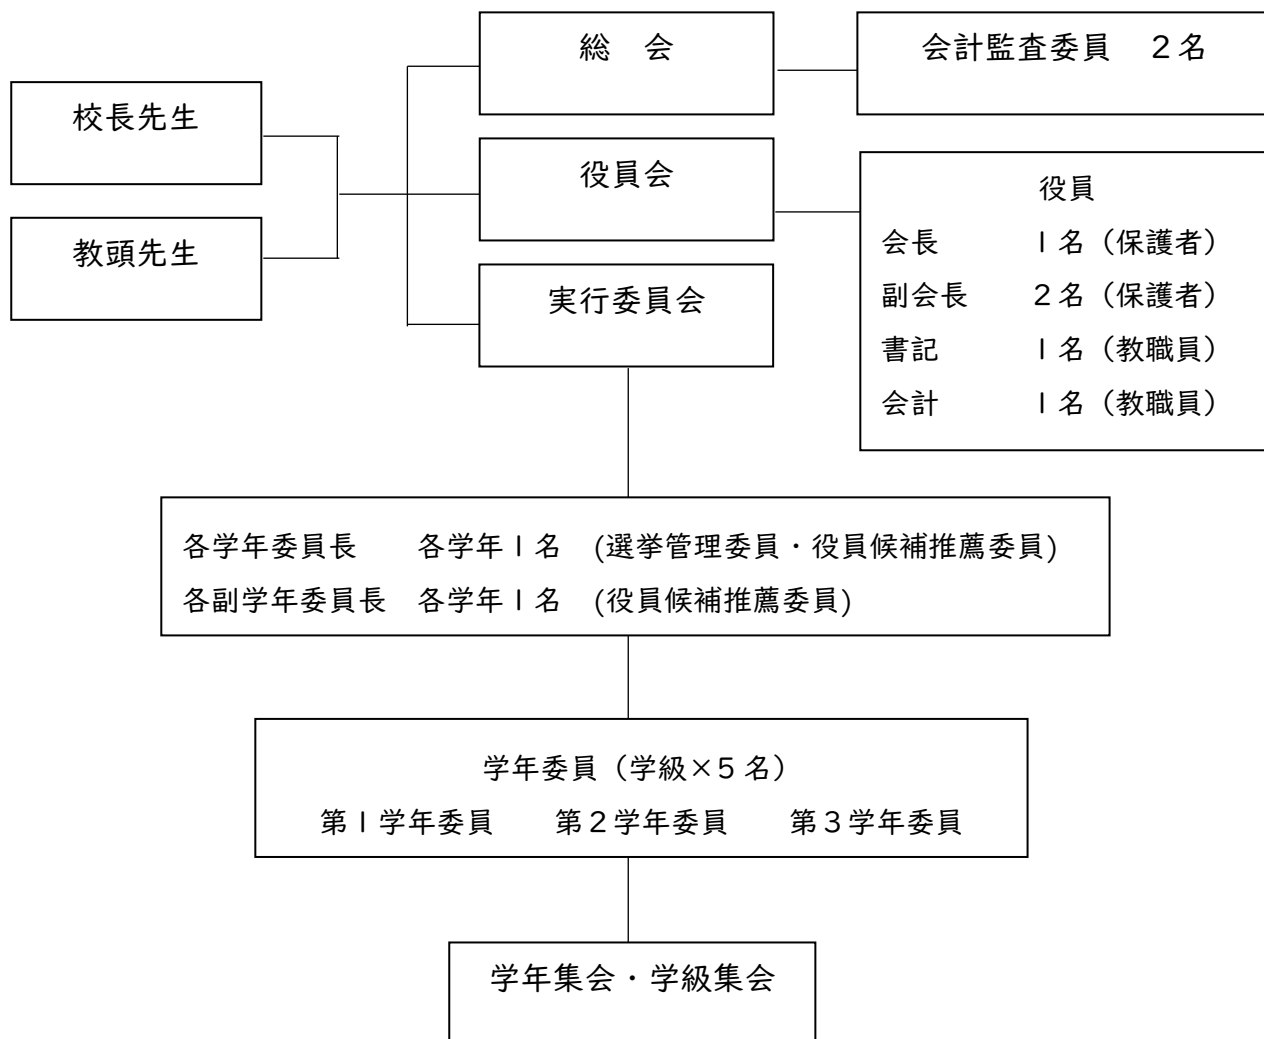 総　会
会計監査委員　２名
校長先生
役員会
役員
教頭先生
会長　１名（保護者）
副会長　２名（保護者）
実行委員会
書記　１名（教職員）
会計　１名（教職員）
各学年委員長　各学年１名　(選挙管理委員・役員候補推薦委員)
各副学年委員長　各学年１名　(役員候補推薦委員)
学年委員（学級×５名）
第１学年委員　第２学年委員　第３学年委員
学年集会・学級集会